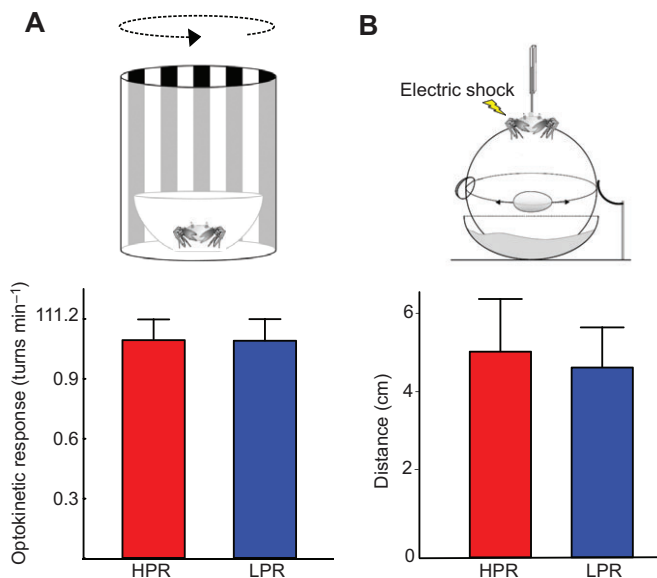 A
B
Electric shock
Optokinetic response (turns min–1)
111.2
0.9
0.6
0.3
HPR
LPR
Distance (cm)
6
4
2
0
HPR
LPR